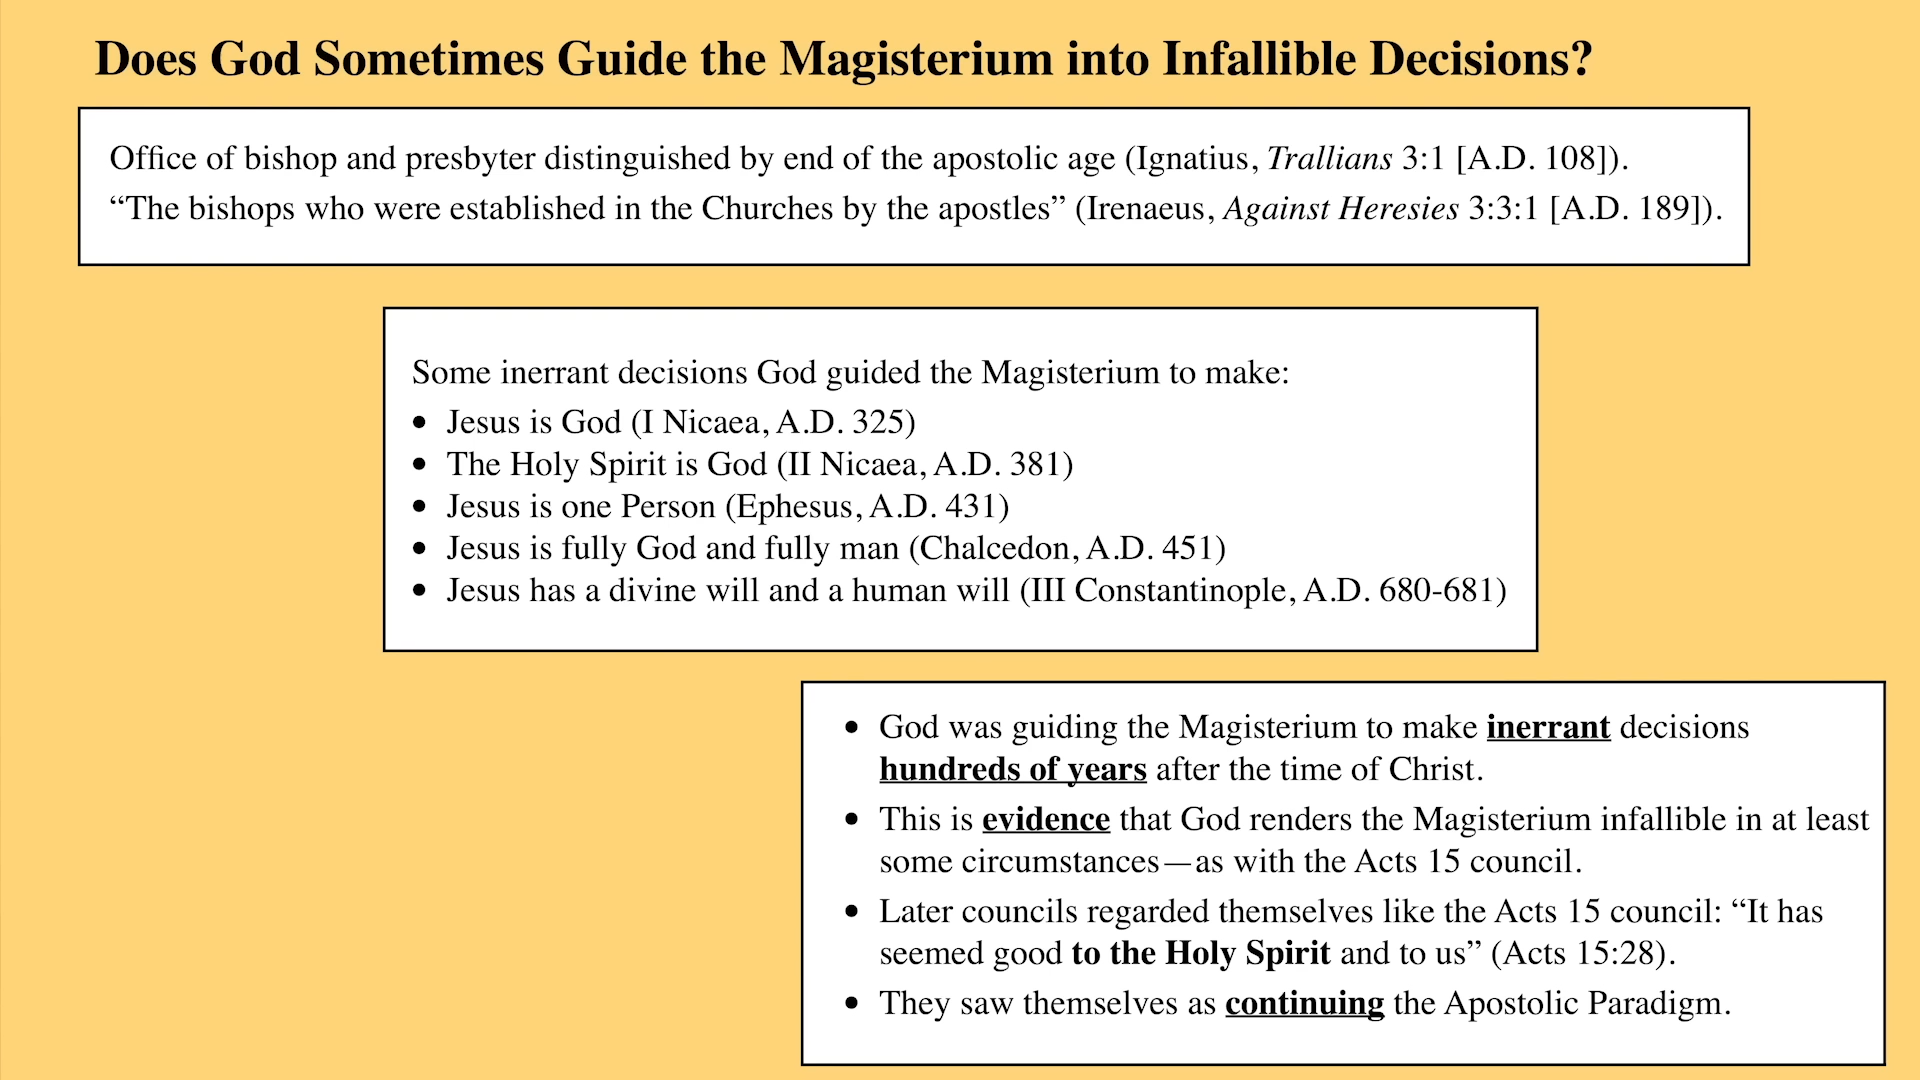 Does God Sometimes Guide the Magisterium into Infallible Decisions?
Office of bishop and presbyter distinguished by end of the apostolic age (Ignatius, Trallians 3:1 [A.D. 108]).
“The bishops who were established in the Churches by the apostles” (Irenaeus, Against Heresies 3:3:1 [A.D. 189]).
Some inerrant decisions God guided the Magisterium to make:
• Jesus is God (I Nicaea, A.D. 325)
• The Holy Spirit is God (II Nicaea, A.D. 381)
• Jesus is one Person (Ephesus, A.D. 431)
• Jesus is fully God and fully man (Chalcedon, A.D. 451)
• Jesus has a divine will and a human will (III Constantinople, A.D. 680-681)
• God was guiding the Magisterium to make inerrant decisions
hundreds of years after the time of Christ.
• This is evidence that God renders the Magisterium infallible in at least
some circumstances—as with the Acts 15 council.
• Later councils regarded themselves like the Acts 15 council: “It has
seemed good to the Holy Spirit and to us” (Acts 15:28).
• They saw themselves as continuing the Apostolic Paradigm.